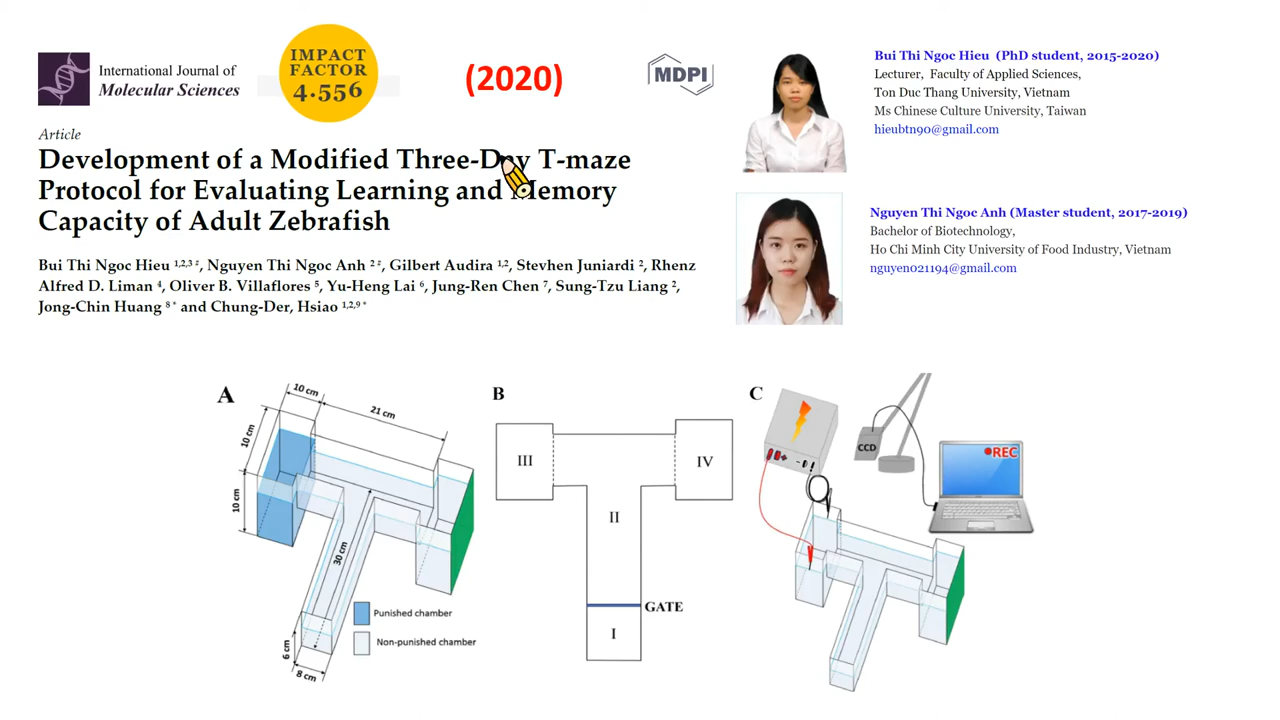 International Journal of
Molecular Sciences
IMPACT
FACTOR
4.556
(2020)
MDPI
Article
Development of a Modified Three-Day T-maze
Protocol for Evaluating Learning and Memory
Capacity of Adult Zebrafish
Bui Thi Ngoc Hieu 1,2,3 ‡, Nguyen Thi Ngoc Anh 2 ‡, Gilbert Audira 1,2, Stevhen Juniardi 2, Rhenz
Alfred D. Liman 4, Oliver B. Villaflores 5, Yu-Heng Lai 6, Jung-Ren Chen 7, Sung-Tzu Liang 2,
Jong-Chin Huang 8 * and Chung-Der, Hsiao 1,2,9 *
Bui Thi Ngoc Hieu (PhD student, 2015-2020)
Lecturer, Faculty of Applied Sciences,
Ton Duc Thang University, Vietnam
Ms Chinese Culture University, Taiwan
hieubtn90@gmail.com
Nguyen Thi Ngoc Anh (Master student, 2017-2019)
Bachelor of Biotechnology,
Ho Chi Minh City University of Food Industry, Vietnam
nguyen021194@gmail.com
A
10 cm
21 cm
10 cm
10 cm
30 cm
6 cm
8 cm
Punished chamber
Non-punished chamber
B
III
IV
II
GATE
I
C
CCD
REC